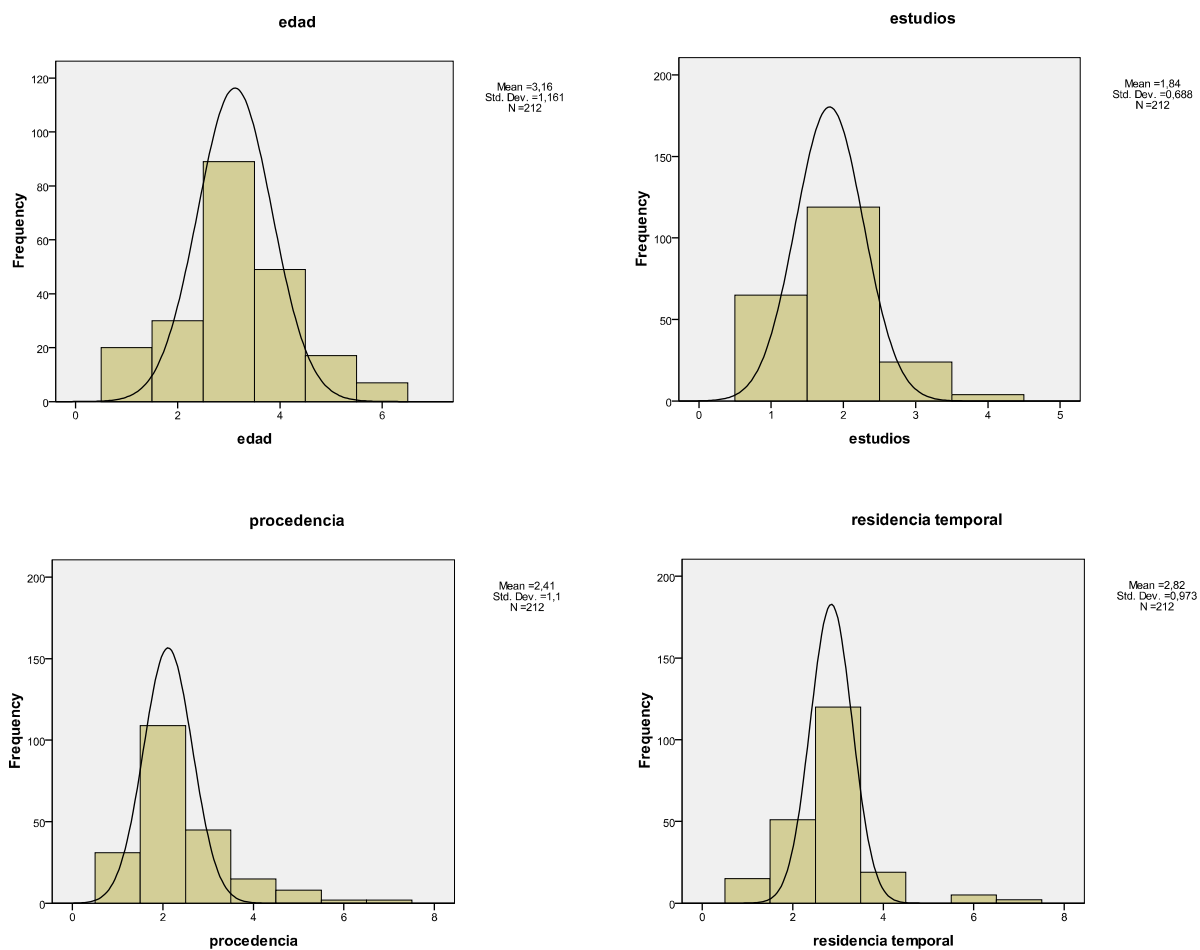 edad
Mean =3,16
Std. Dev. =1,161
N =212
Frequency
120
100
80
60
40
20
0
0 2 4 6
edad
estudios
Mean =1,84
Std. Dev. =0,688
N =212
Frequency
200
150
100
50
0
0 1 2 3 4 5
estudios
procedencia
Mean =2,41
Std. Dev. =1,1
N =212
Frequency
200
150
100
50
0
0 2 4 6 8
procedencia
residencia temporal
Mean =2,82
Std. Dev. =0,973
N =212
Frequency
200
150
100
50
0
0 2 4 6 8
residencia temporal